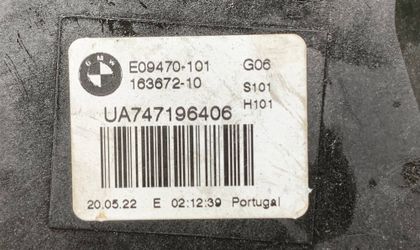 BMW
E09470-101 G06
163672-10 S101
H101
UA747196406
20.05.22 E 02:12:39 Portugal